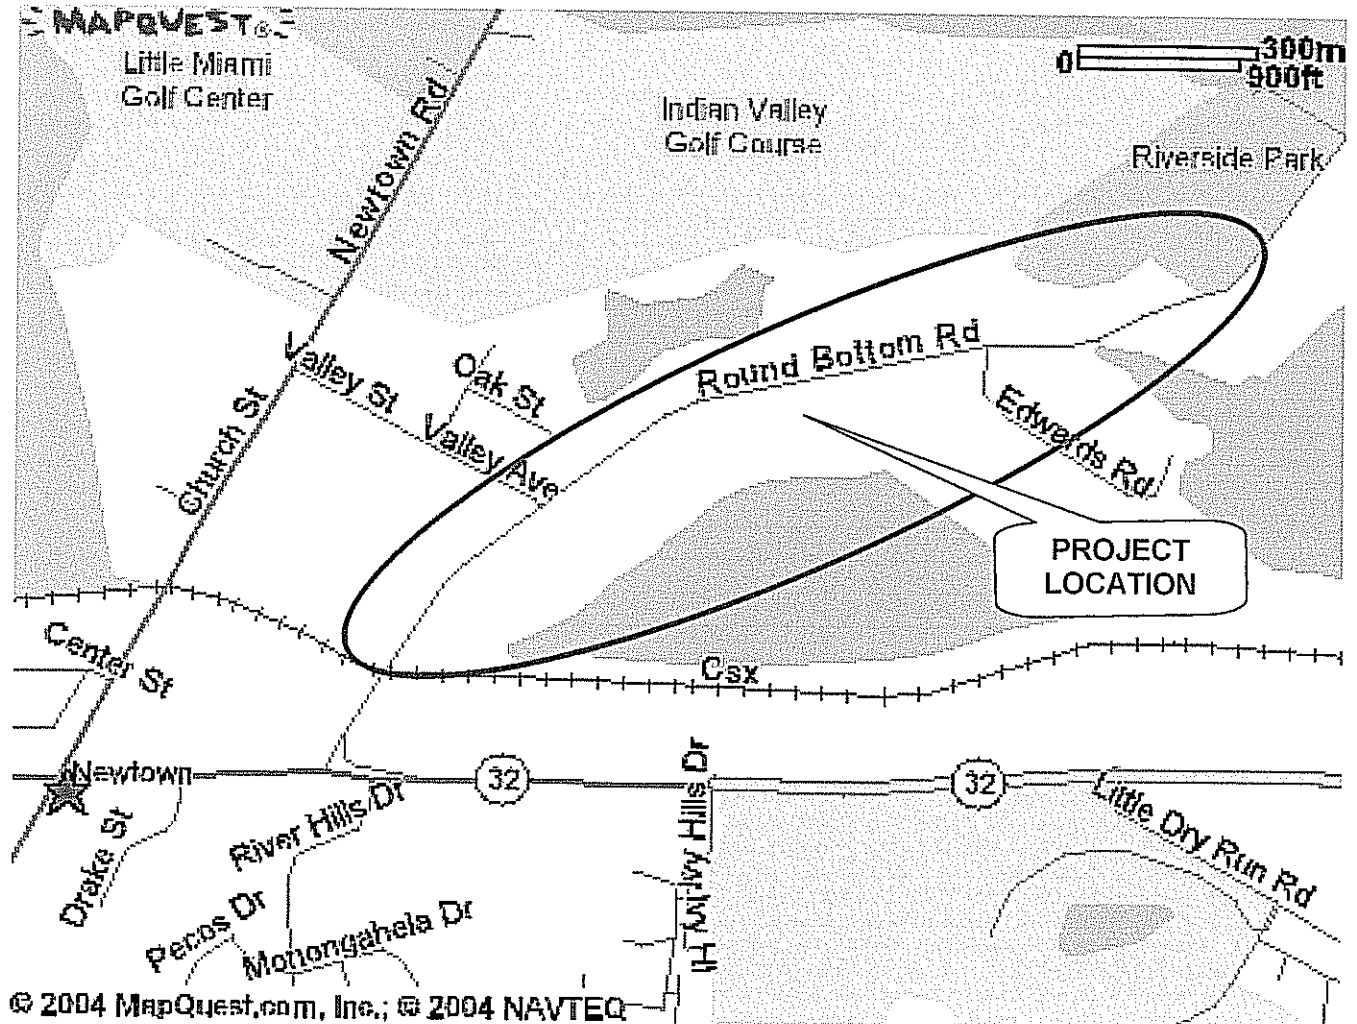 MAPQUEST®
Little Miami
Golf Center
Newtown Rd
Indian Valley
Golf Course
0
300m
900ft
Riverside Park
Valley St
Oak St
Valley Ave
Church St
Round Bottom Rd
Edwards Rd
PROJECT
LOCATION
Center St
Csx
Newtown
32
32
Drake St
River Hills Dr
Ivy Hills Dr
Little Dry Run Rd
Pecos Dr
Monongahela Dr
© 2004 MapQuest.com, Inc.; © 2004 NAVTEQ